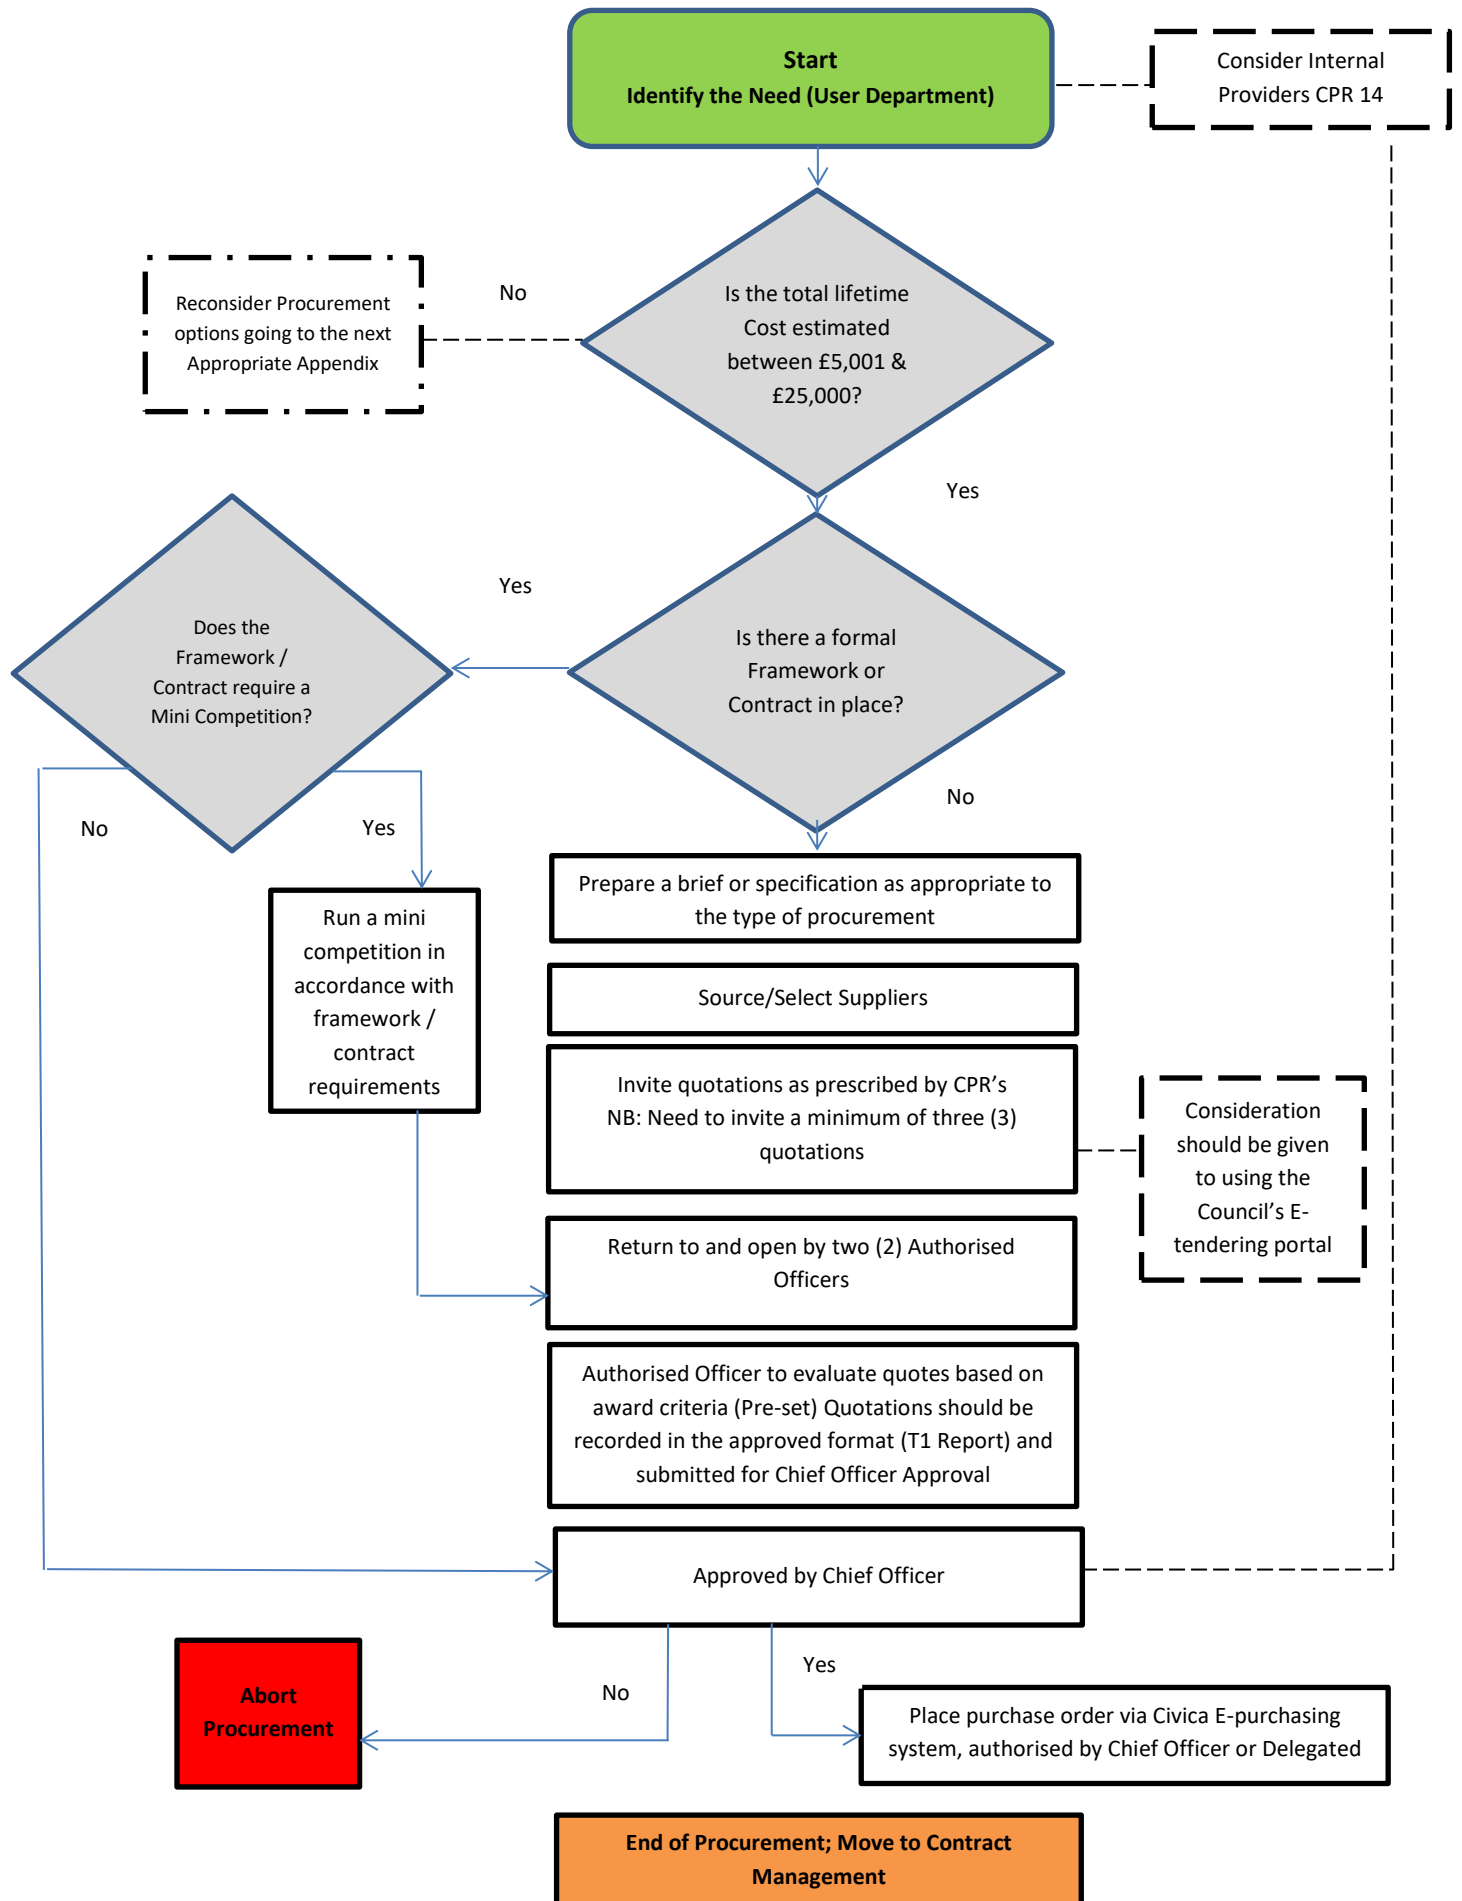 Start
Identify the Need (User Department)
Consider Internal
Providers CPR 14
Is the total lifetime
Cost estimated
between £5,001 &
£25,000?
No
Reconsider Procurement
options going to the next
Appropriate Appendix
Yes
Is there a formal
Framework or
Contract in place?
Yes
Does the
Framework /
Contract require a
Mini Competition?
No
No
Yes
Prepare a brief or specification as appropriate to
the type of procurement
Run a mini
competition in
accordance with
framework /
contract
requirements
Source/Select Suppliers
Invite quotations as prescribed by CPR’s
NB: Need to invite a minimum of three (3)
quotations
Consideration
should be given
to using the
Council’s E-
tendering portal
Return to and open by two (2) Authorised
Officers
Authorised Officer to evaluate quotes based on
award criteria (Pre-set) Quotations should be
recorded in the approved format (T1 Report) and
submitted for Chief Officer Approval
Approved by Chief Officer
No
Yes
Abort
Procurement
Place purchase order via Civica E-purchasing
system, authorised by Chief Officer or Delegated
End of Procurement; Move to Contract
Management